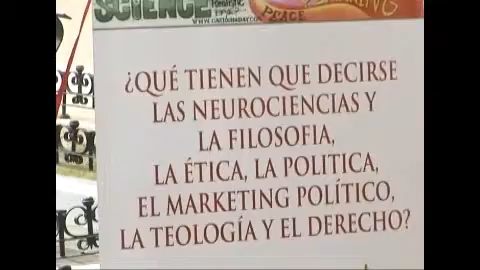 SCIENCE
PEACE
¿QUÉ TIENEN QUE DECIRSE
LAS NEUROCIENCIAS Y
LA FILOSOFIA,
LA ÉTICA, LA POLITICA,
EL MARKETING POLÍTICO,
LA TEOLOGÍA Y EL DERECHO?